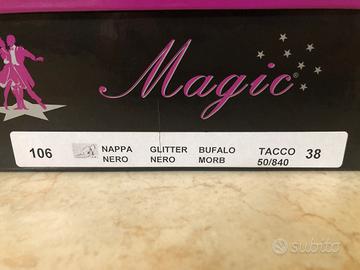 Magic®
106 NAPPA NERO GLITTER NERO BUFALO MORB TACCO 50/840 38
subito